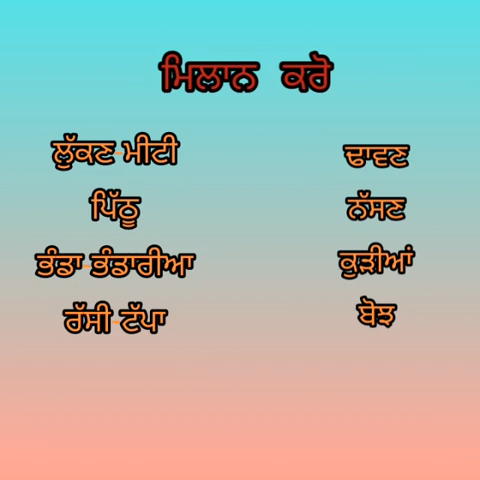 ਮਿਲਾਨ ਕਰੋ
ਲੁੱਕਣ-ਮੀਟੀ ਢਾਵਣ
ਪਿੱਠੂ ਨੱਸਣ
ਭੰਡਾ-ਭੰਡਾਰੀਆ ਕੁੜੀਆਂ
ਰੱਸੀ-ਟੱਪਾ ਬੋਝ